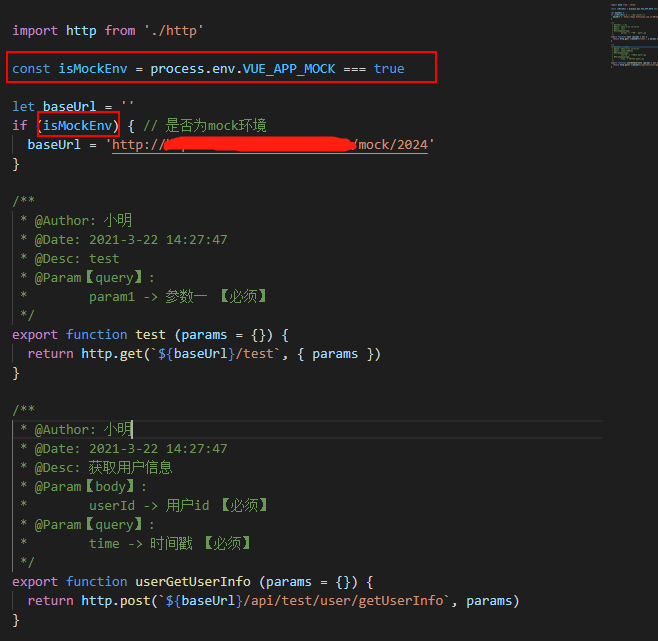 import http from './http'
const isMockEnv = process.env.VUE_APP_MOCK === true
let baseUrl = ''
if (isMockEnv) { // 是否为mock环境
baseUrl = 'http:// /mock/2024'
}
/**
* @Author: 小明
* @Date: 2021-3-22 14:27:47
* @Desc: test
* @Param【query】:
* param1 -> 参数一 【必须】
*/
export function test (params = {}) {
return http.get(`${baseUrl}/test`, { params })
}
/**
* @Author: 小明
* @Date: 2021-3-22 14:27:47
* @Desc: 获取用户信息
* @Param【body】:
* userId -> 用户id 【必须】
* @Param【query】:
* time -> 时间戳 【必须】
*/
export function userGetUserInfo (params = {}) {
return http.post(`${baseUrl}/api/test/user/getUserInfo`, params)
}